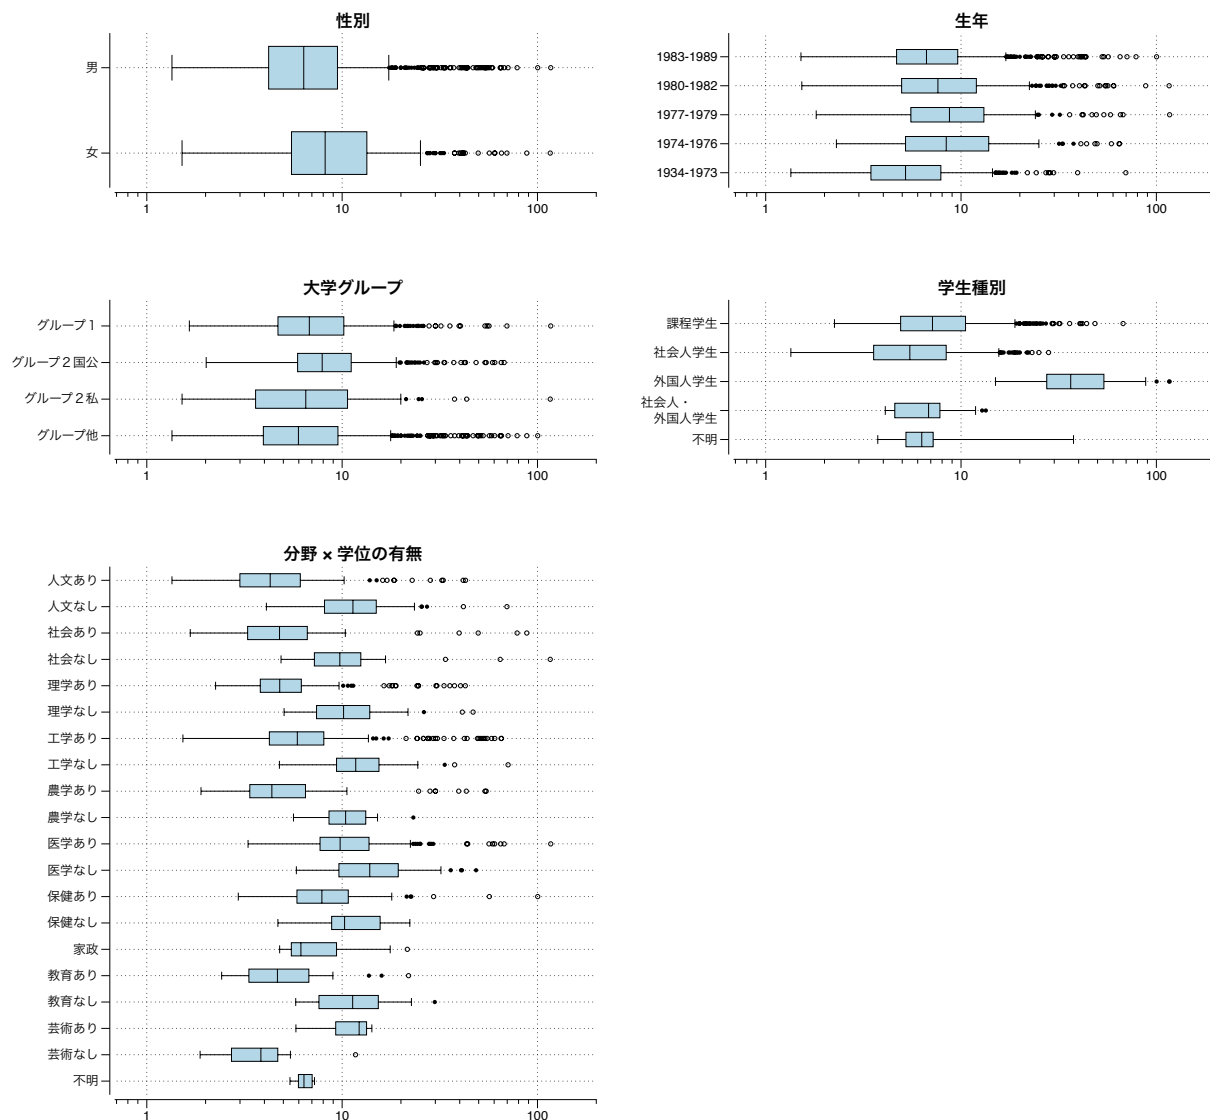 性別
男
女
1 10 100
生年
1983-1989
1980-1982
1977-1979
1974-1976
1934-1973
1 10 100
大学グループ
グループ1
グループ2国公
グループ2私
グループ他
1 10 100
学生種別
課程学生
社会人学生
外国人学生
社会人・
外国人学生
不明
1 10 100
分野 × 学位の有無
人文あり
人文なし
社会あり
社会なし
理学あり
理学なし
工学あり
工学なし
農学あり
農学なし
医学あり
医学なし
保健あり
保健なし
家政
教育あり
教育なし
芸術あり
芸術なし
不明
1 10 100